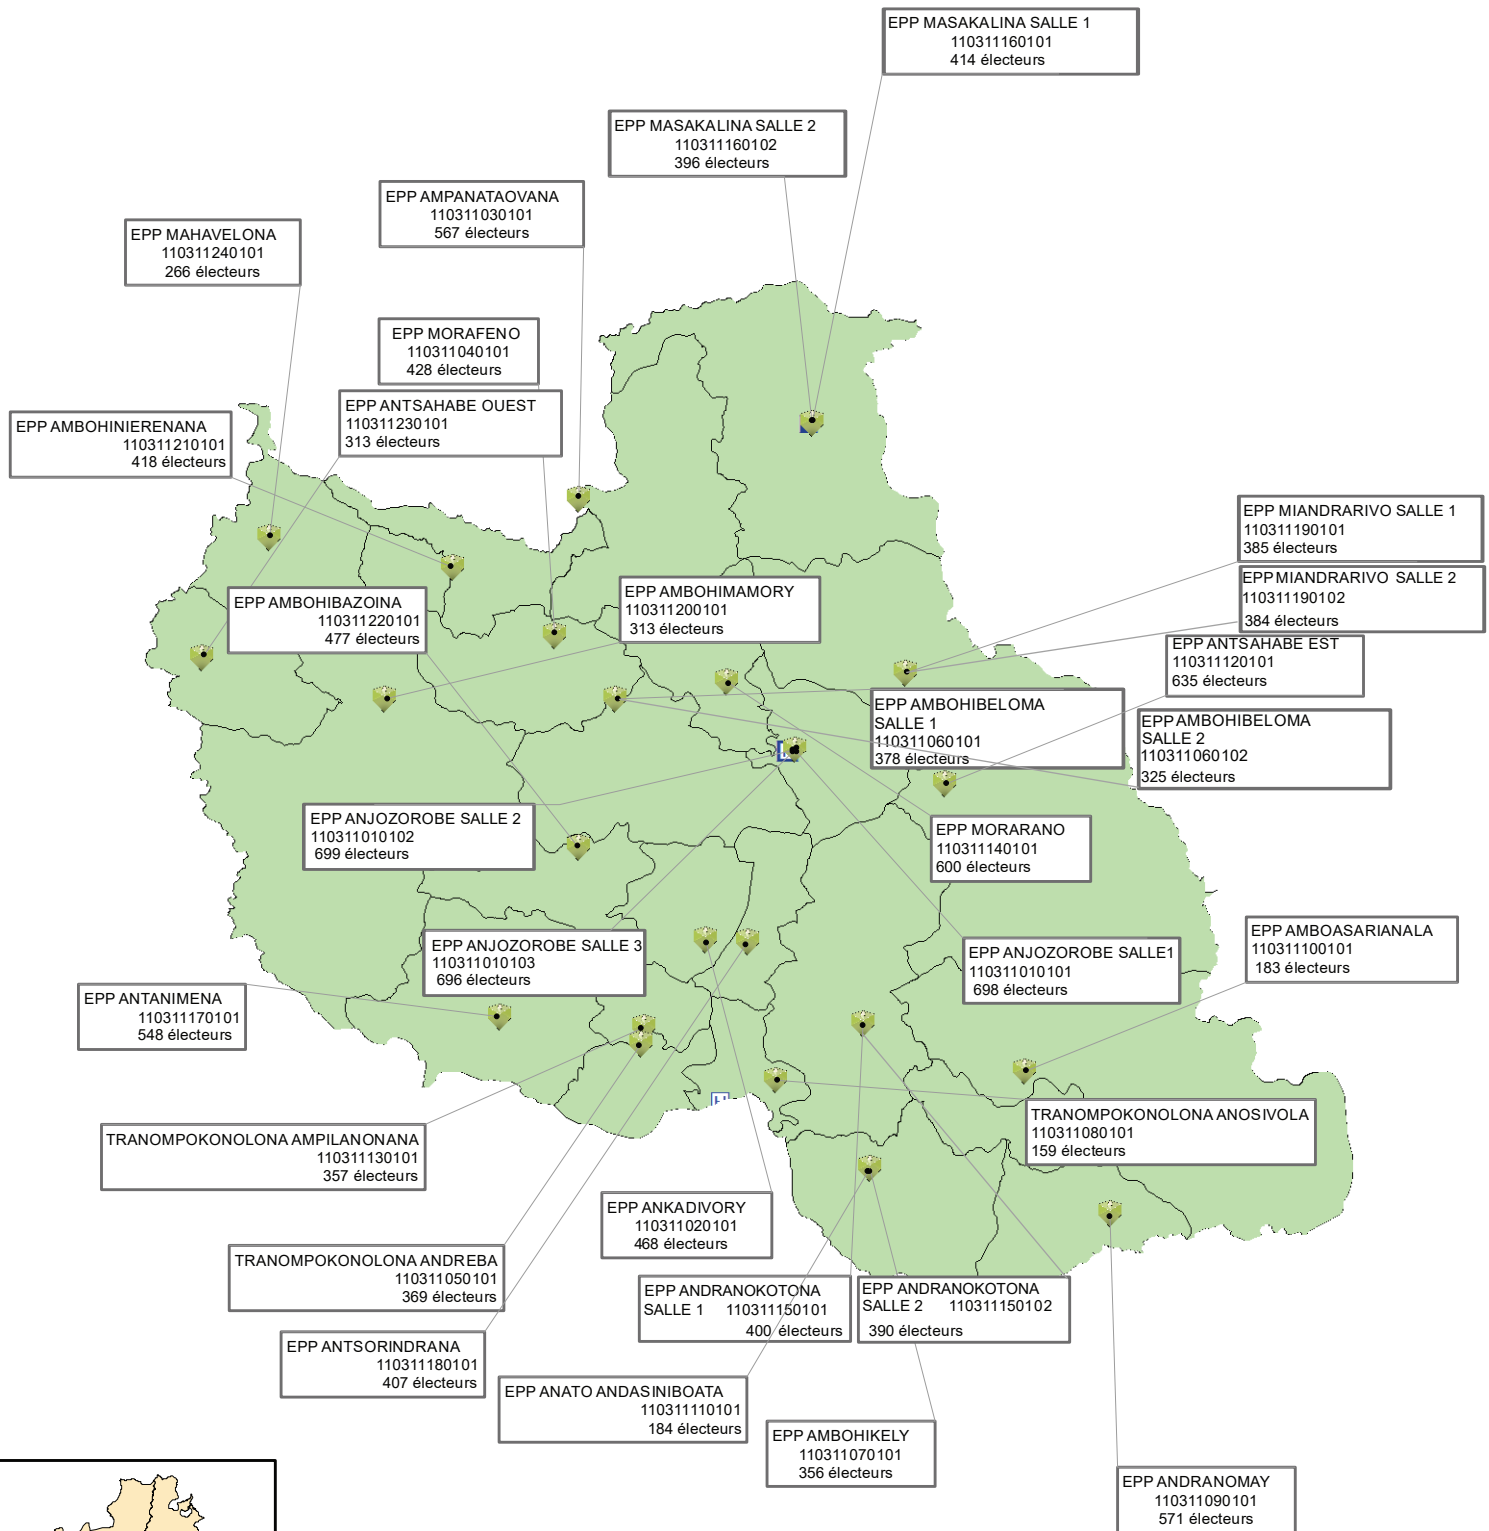 EPP MASAKALINA SALLE 1
110311160101
414 électeurs
EPP MASAKALINA SALLE 2
110311160102
396 électeurs
EPP AMPANATAOVANA
110311030101
567 électeurs
EPP MAHAVELONA
110311240101
266 électeurs
EPP MORAFENO
110311040101
428 électeurs
EPP ANTSAHABE OUEST
110311230101
313 électeurs
EPP AMBOHINIERENANA
110311210101
418 électeurs
EPP MIANDRARIVO SALLE 1
110311190101
385 électeurs
EPP MIANDRARIVO SALLE 2
110311190102
384 électeurs
EPP AMBOHIBAZOINA
110311220101
477 électeurs
EPP AMBOHIMAMORY
110311200101
313 électeurs
EPP ANTSAHABE EST
110311120101
635 électeurs
EPP AMBOHIBELOMA
SALLE 1
110311060101
378 électeurs
EPP AMBOHIBELOMA
SALLE 2
110311060102
325 électeurs
EPP ANJOZOROBE SALLE 2
110311010102
699 électeurs
EPP MORARANO
110311140101
600 électeurs
EPP ANJOZOROBE SALLE 3
110311010103
696 électeurs
EPP ANJOZOROBE SALLE1
110311010101
698 électeurs
EPP AMBOASARIANALA
110311100101
183 électeurs
EPP ANTANIMENA
110311170101
548 électeurs
TRANOMPOKONOLONA ANOSIVOLA
110311080101
159 électeurs
TRANOMPOKONOLONA AMPILANONANA
110311130101
357 électeurs
EPP ANKADIVORY
110311020101
468 électeurs
TRANOMPOKONOLONA ANDREBA
110311050101
369 électeurs
EPP ANDRANOKOTONA
SALLE 1 110311150101
400 électeurs
EPP ANDRANOKOTONA
SALLE 2 110311150102
390 électeurs
EPP ANTSORINDRANA
110311180101
407 électeurs
EPP ANATO ANDASINIBOATA
110311110101
184 électeurs
EPP AMBOHIKELY
110311070101
356 électeurs
EPP ANDRANOMAY
110311090101
571 électeurs